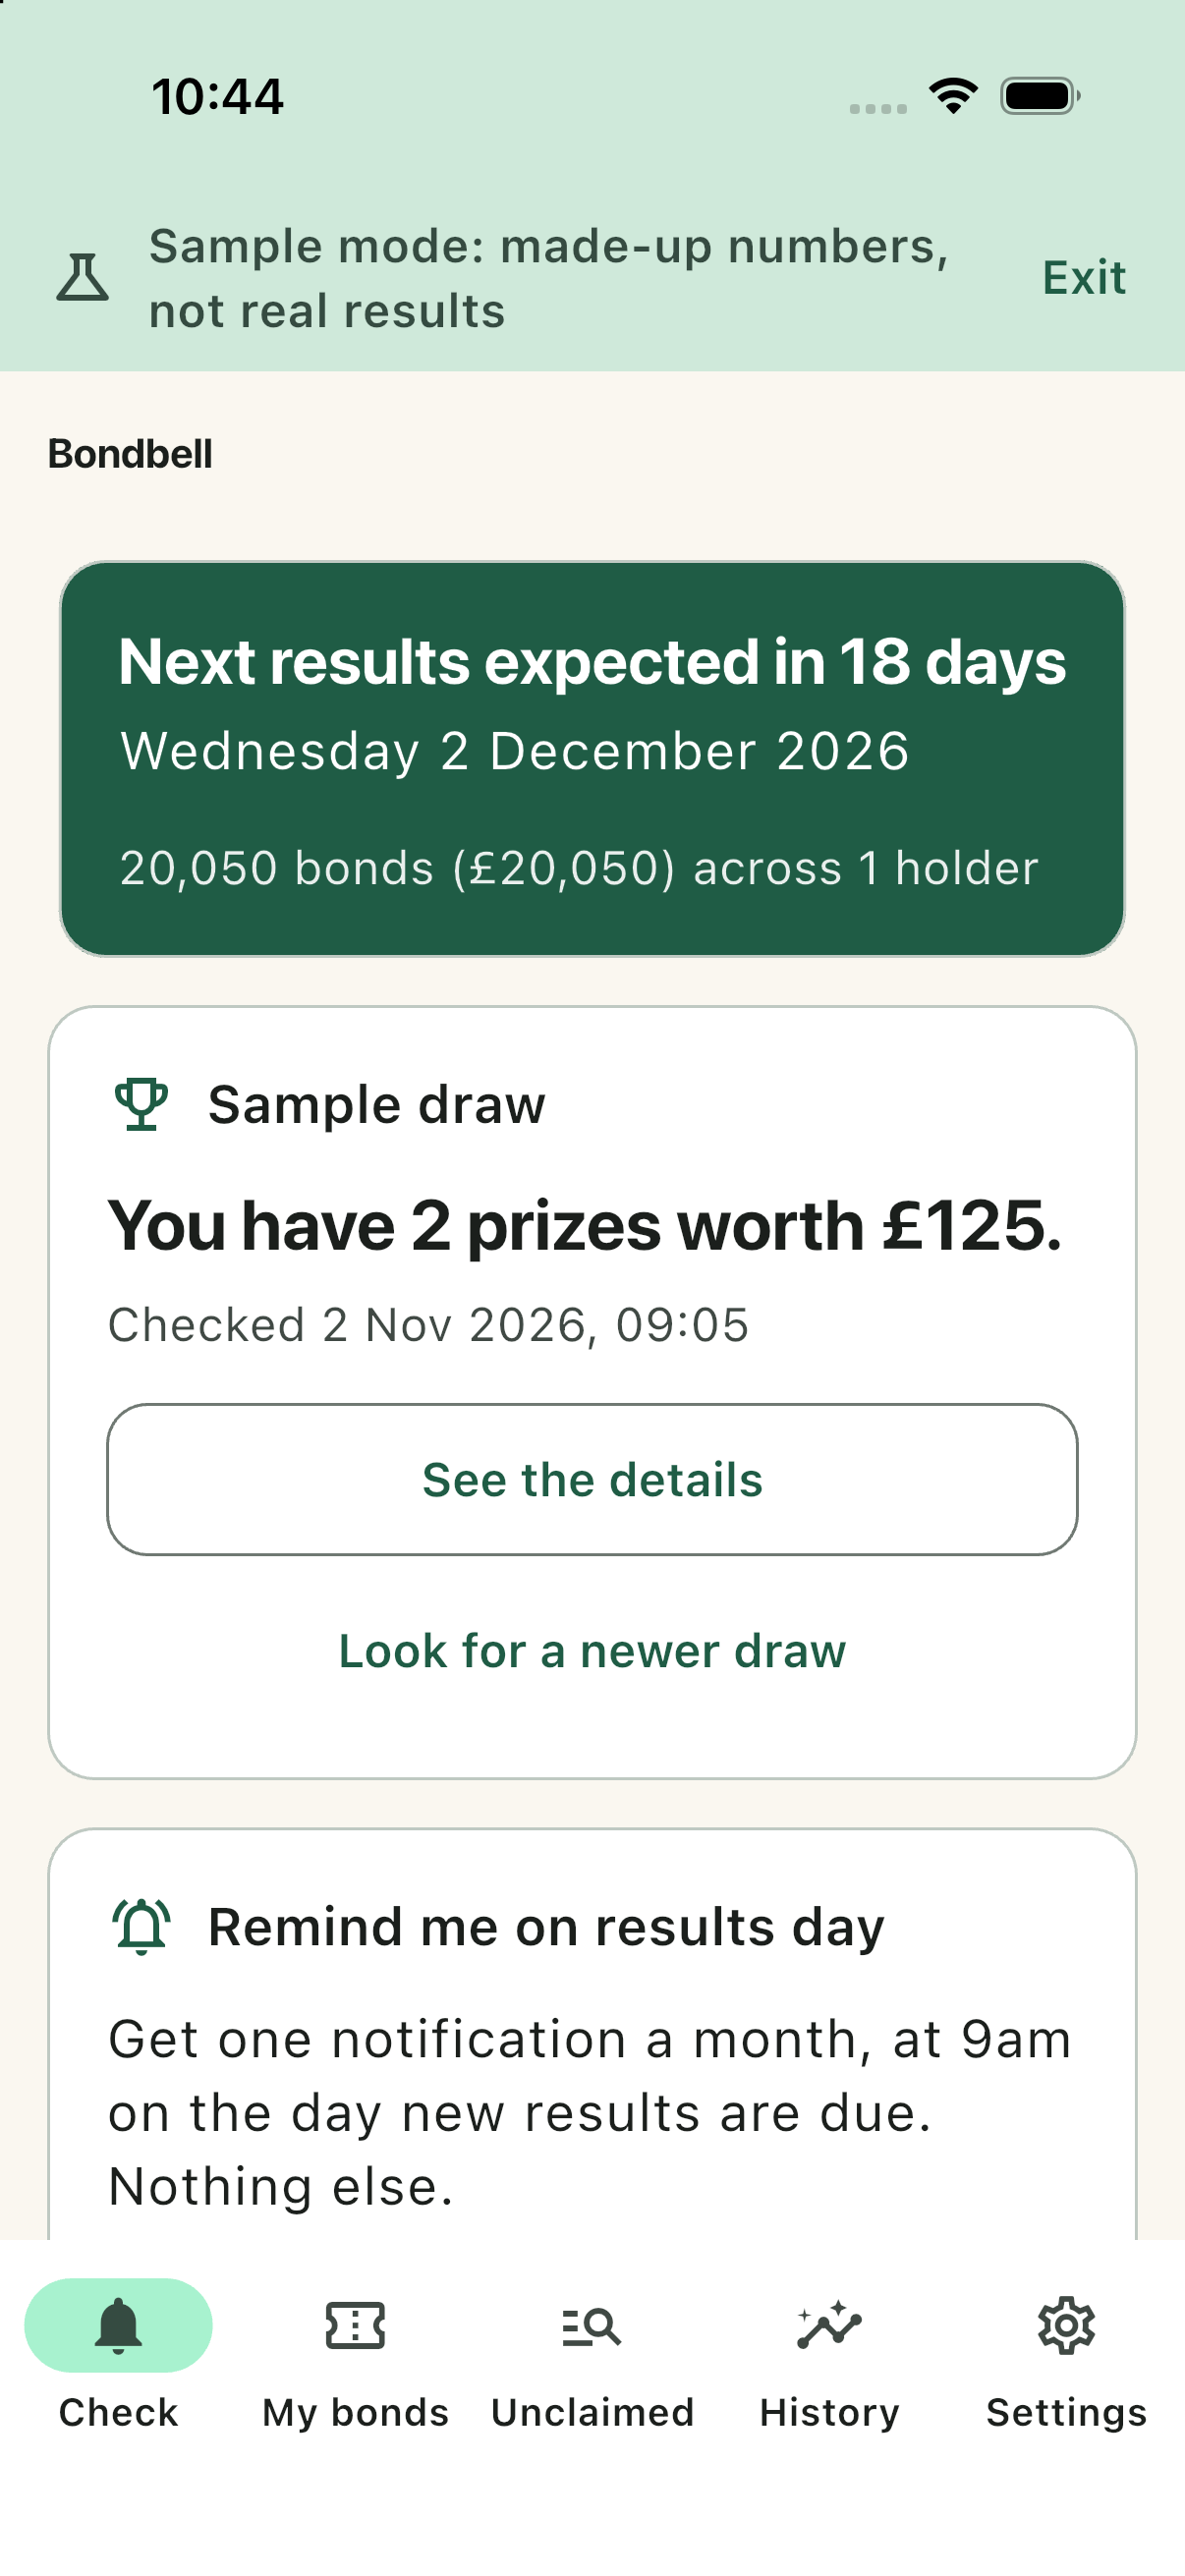 10:44
Sample mode: made-up numbers,
not real results
Exit
Bondbell
Next results expected in 18 days
Wednesday 2 December 2026
20,050 bonds (£20,050) across 1 holder
Sample draw
You have 2 prizes worth £125.
Checked 2 Nov 2026, 09:05
See the details
Look for a newer draw
Remind me on results day
Get one notification a month, at 9am
on the day new results are due.
Nothing else.
Check
My bonds
Unclaimed
History
Settings